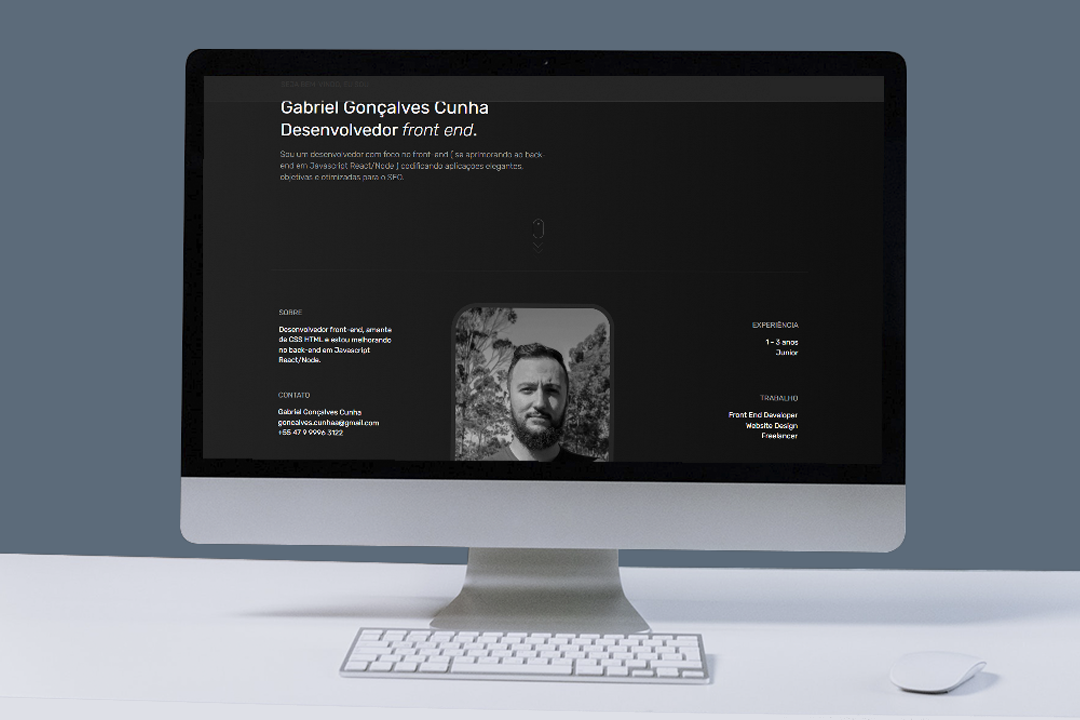 Gabriel Gonçalves Cunha
Desenvolvedor front end.
Sou um desenvolvedor com foco no front-end ( se aprimorando ao back-
end em Javascript React/Node ) codificando aplicações elegantes,
objetivas e otimizadas para o SEO.
SOBRE
Desenvolvedor front-end, amante
de CSS HTML e estou melhorando
no back-end em Javascript
React/Node.
CONTATO
Gabriel Gonçalves Cunha
goncalves.cunhaa@gmail.com
+55 47 9 9996 3122
EXPERIÊNCIA
1 - 3 anos
Junior
TRABALHO
Front End Developer
Website Design
Freelancer